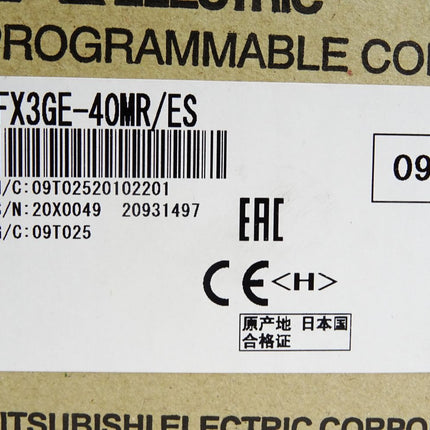 ELECTRIC
PROGRAMMABLE CO
FX3GE-40MR/ES
M/C:09T02520102201
S/N:20X0049 20931497
G/C:09T025
09
EAC
CE<H>
原产地 日本国
合格证
MITSUBISHI ELECTRIC CORPO